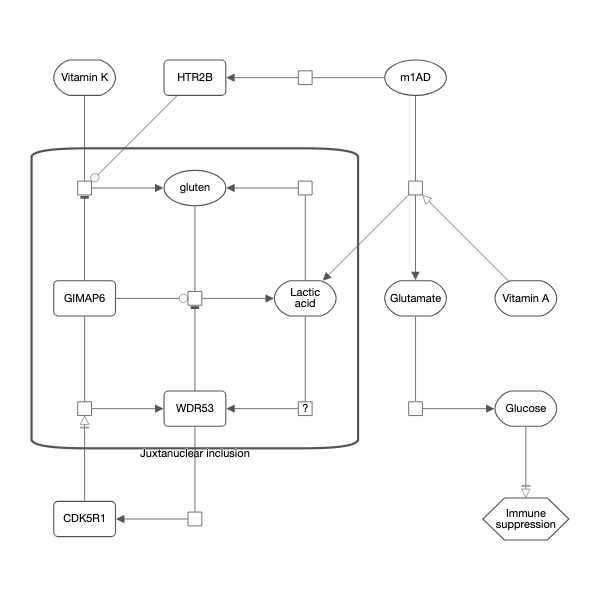 Vitamin K
HTR2B
m1AD
gluten
GIMAP6
Lactic
acid
Glutamate
Vitamin A
WDR53
?
Glucose
Juxtanuclear inclusion
CDK5R1
Immune
suppression